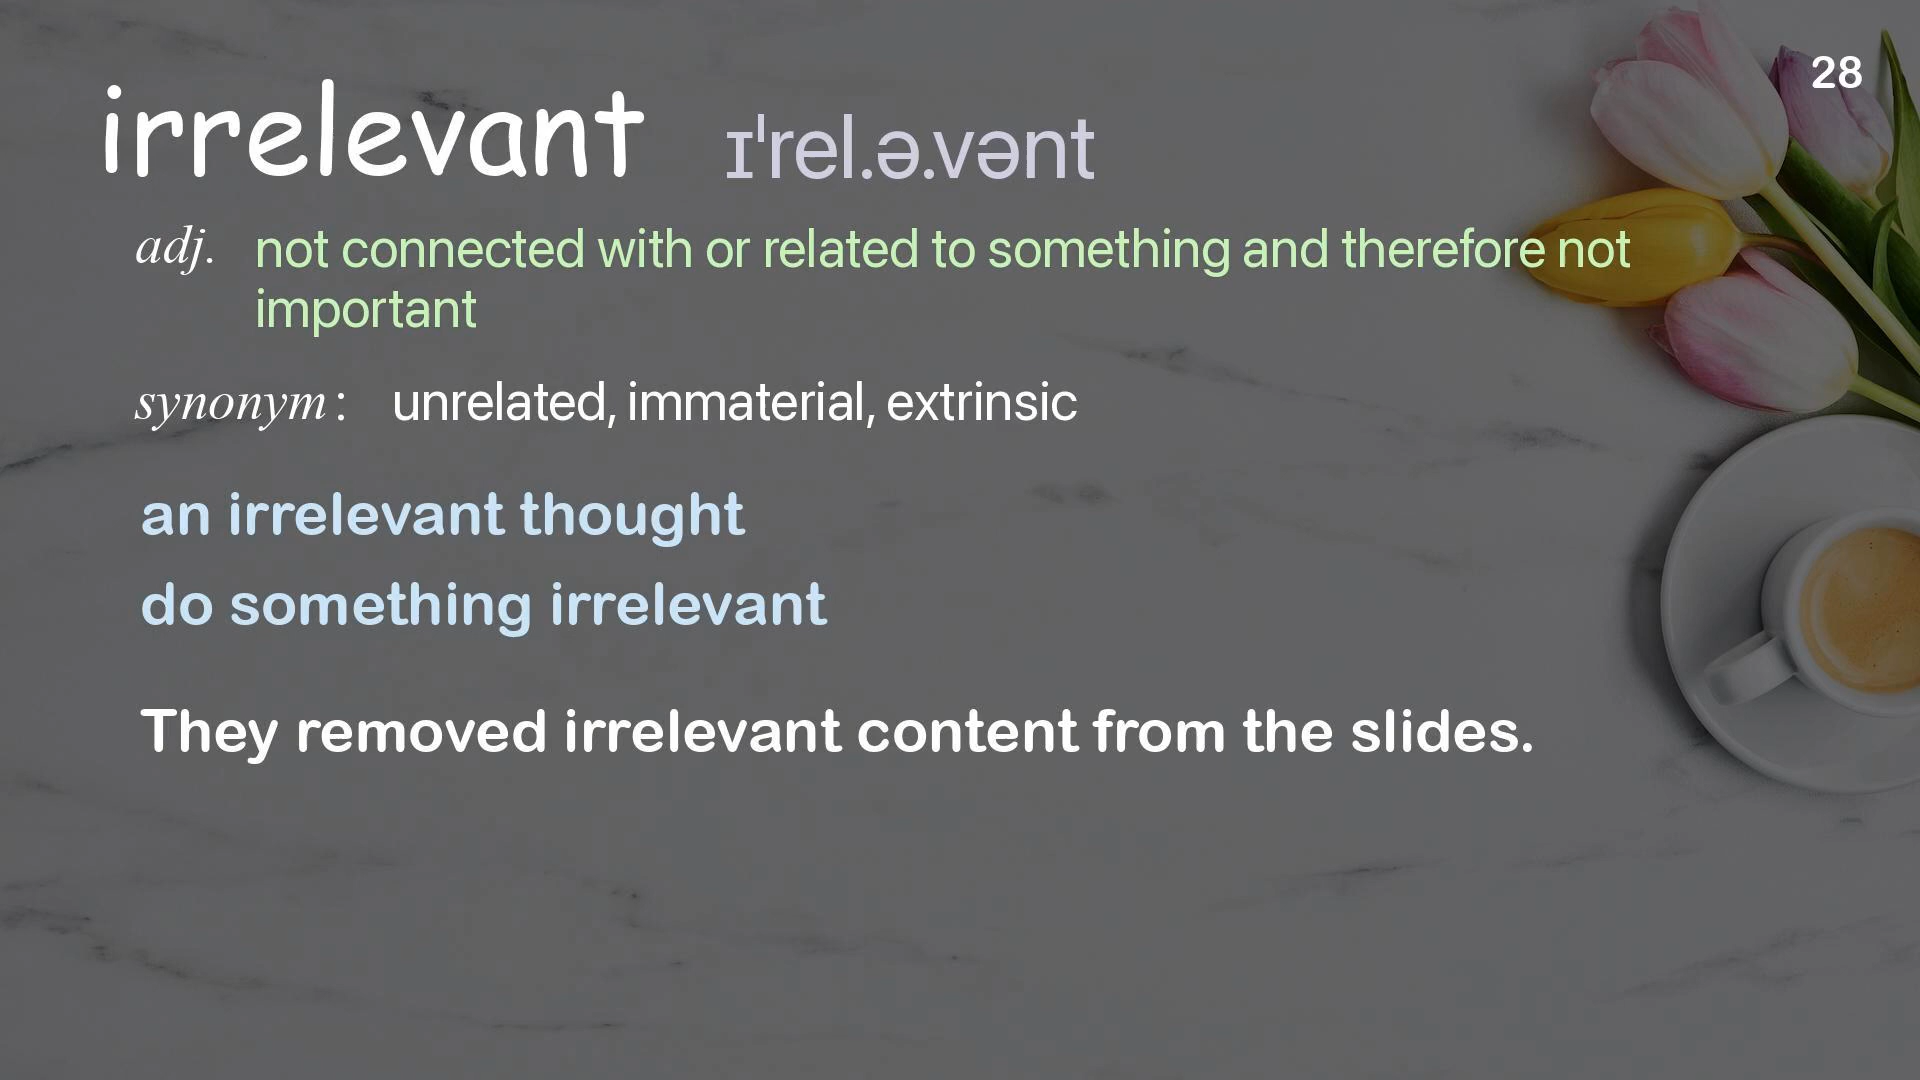 28
irrelevant ɪˈrel.ə.vənt
adj. not connected with or related to something and therefore not
important
synonym: unrelated, immaterial, extrinsic
an irrelevant thought
do something irrelevant
They removed irrelevant content from the slides.